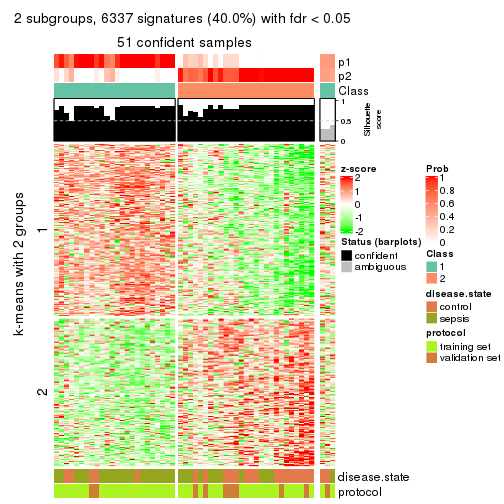 2 subgroups, 6337 signatures (40.0%) with fdr < 0.05
51 confident samples
p1
p2
Class
1
0.5
0
Silhouette
score
k-means with 2 groups
1
2
z-score
2
1
0
-1
-2
Status (barplots)
confident
ambiguous
Prob
1
0.8
0.6
0.4
0.2
0
Class
1
2
disease.state
control
sepsis
protocol
training set
validation set
disease.state
protocol